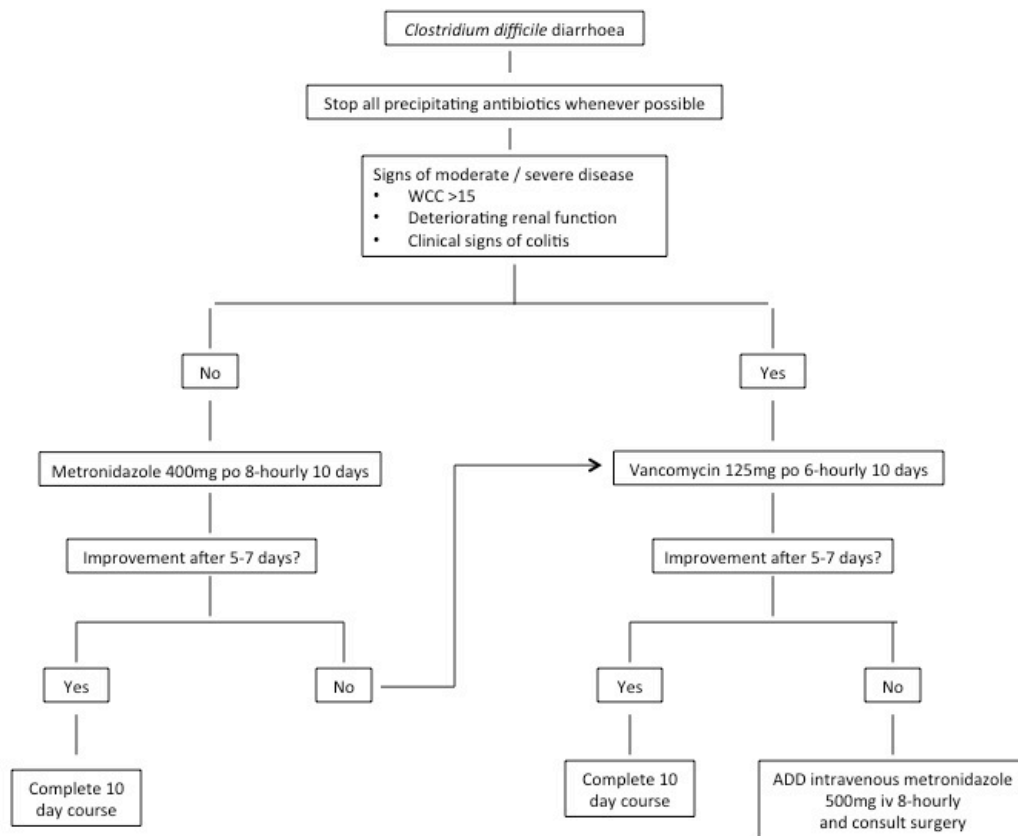 Clostridium difficile diarrhoea
Stop all precipitating antibiotics whenever possible
Signs of moderate / severe disease
• WCC >15
• Deteriorating renal function
• Clinical signs of colitis
No
Yes
Metronidazole 400mg po 8-hourly 10 days
Vancomycin 125mg po 6-hourly 10 days
Improvement after 5-7 days?
Improvement after 5-7 days?
Yes
No
Yes
No
Complete 10
day course
Complete 10
day course
ADD intravenous metronidazole
500mg iv 8-hourly
and consult surgery